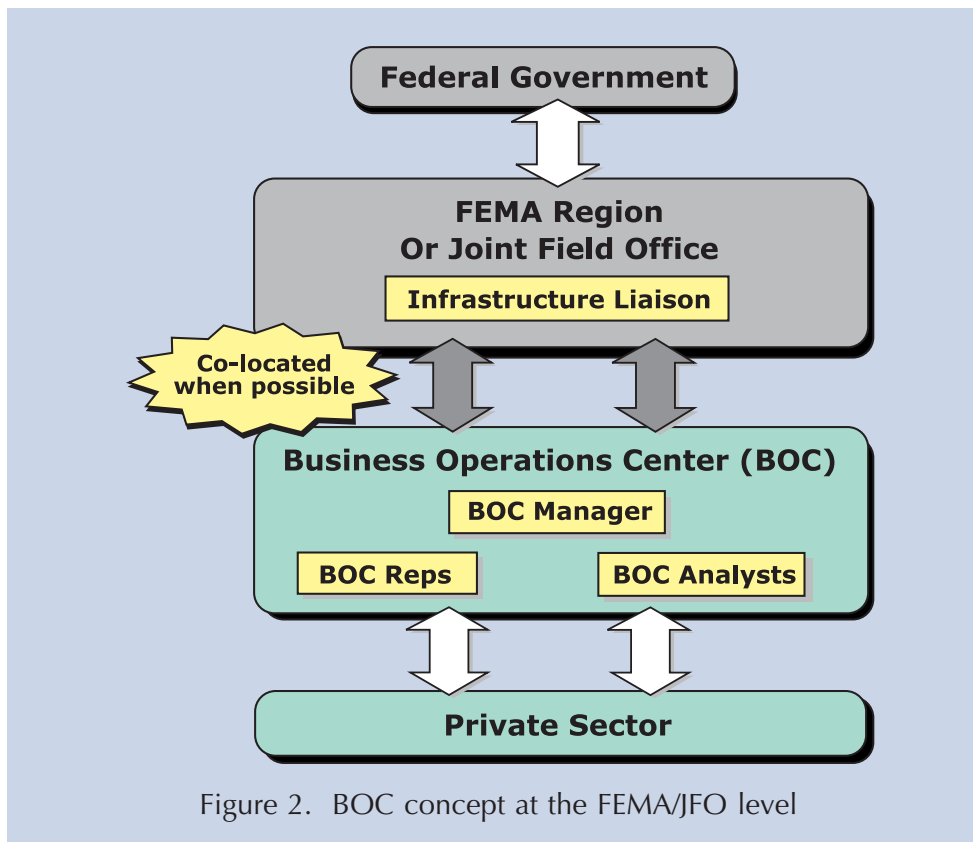 Federal Government
FEMA Region
Or Joint Field Office
Infrastructure Liaison
Co-located
when possible
Business Operations Center (BOC)
BOC Manager
BOC Reps
BOC Analysts
Private Sector
Figure 2. BOC concept at the FEMA/JFO level